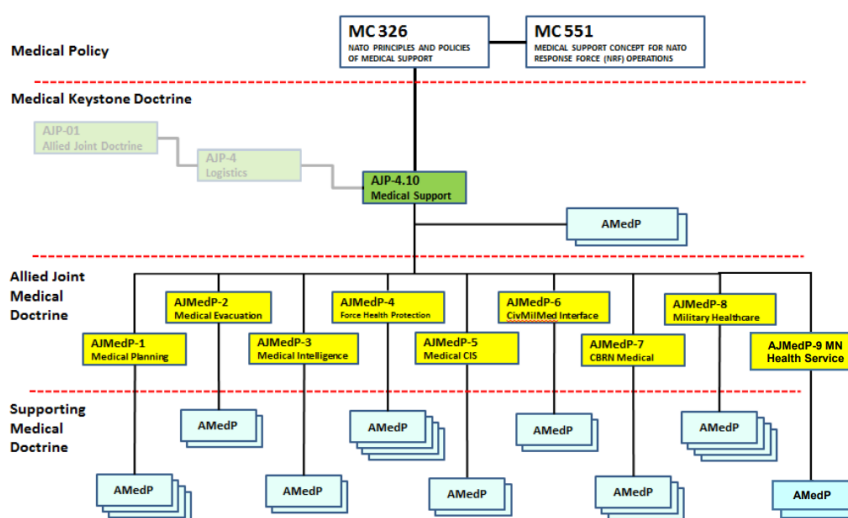 MC 326
NATO PRINCIPLES AND POLICIES
OF MEDICAL SUPPORT
MC 551
MEDICAL SUPPORT CONCEPT FOR NATO
RESPONSE FORCE (NRF) OPERATIONS
Medical Policy
Medical Keystone Doctrine
AJP-01
Allied Joint Doctrine
AJP-4
Logistics
AJP-4.10
Medical Support
AMedP
Allied Joint
Medical
Doctrine
AJMedP-1
Medical Planning
AJMedP-2
Medical Evacuation
AJMedP-3
Medical Intelligence
AJMedP-4
Force Health Protection
AJMedP-5
Medical CIS
AJMedP-6
CivMilMed Interface
AJMedP-7
CBRN Medical
AJMedP-8
Military Healthcare
AJMedP-9 MN
Health Service
Supporting
Medical
Doctrine
AMedP
AMedP
AMedP
AMedP
AMedP
AMedP
AMedP
AMedP
AMedP